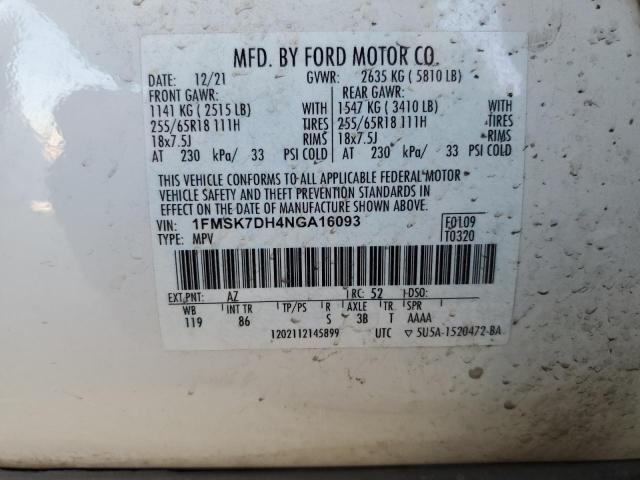 MFD. BY FORD MOTOR CO.
DATE: 12/21 GVWR: 2635 KG ( 5810 LB)
FRONT GAWR: REAR GAWR:
1141 KG ( 2515 LB) WITH 1547 KG ( 3410 LB) WITH
255/65R18 111H TIRES 255/65R18 111H TIRES
18x7.5J RIMS 18x7.5J RIMS
AT 230 kPa/ 33 PSI COLD AT 230 kPa/ 33 PSI COLD
THIS VEHICLE CONFORMS TO ALL APPLICABLE FEDERAL MOTOR
VEHICLE SAFETY AND THEFT PREVENTION STANDARDS IN
EFFECT ON THE DATE OF MANUFACTURE SHOWN ABOVE.
VIN: 1FMSK7DH4NGA16093 F0109
TYPE: MPV T0320
EXT PNT: AZ RC: 52 DSO:
WB INT TR TP/PS R AXLE TR SPR
119 86 S 3B T AAAA
1202112145899 UTC ▽ 5U5A-1520472-BA